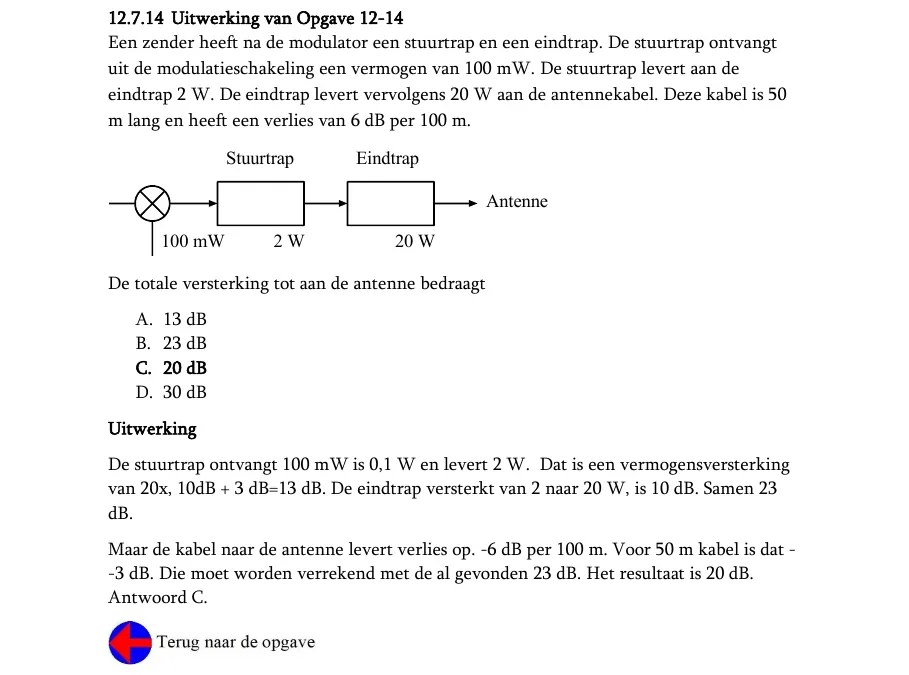 12.7.14 Uitwerking van Opgave 12-14
Een zender heeft na de modulator een stuurtrap en een eindtrap. De stuurtrap ontvangt
uit de modulatieschakeling een vermogen van 100 mW. De stuurtrap levert aan de
eindtrap 2 W. De eindtrap levert vervolgens 20 W aan de antennekabel. Deze kabel is 50
m lang en heeft een verlies van 6 dB per 100 m.
Stuurtrap Eindtrap
Antenne
100 mW 2 W 20 W
De totale versterking tot aan de antenne bedraagt
A. 13 dB
B. 23 dB
C. 20 dB
D. 30 dB
Uitwerking
De stuurtrap ontvangt 100 mW is 0,1 W en levert 2 W. Dat is een vermogensversterking
van 20x, 10dB + 3 dB=13 dB. De eindtrap versterkt van 2 naar 20 W, is 10 dB. Samen 23
dB.
Maar de kabel naar de antenne levert verlies op. -6 dB per 100 m. Voor 50 m kabel is dat -
-3 dB. Die moet worden verrekend met de al gevonden 23 dB. Het resultaat is 20 dB.
Antwoord C.
Terug naar de opgave